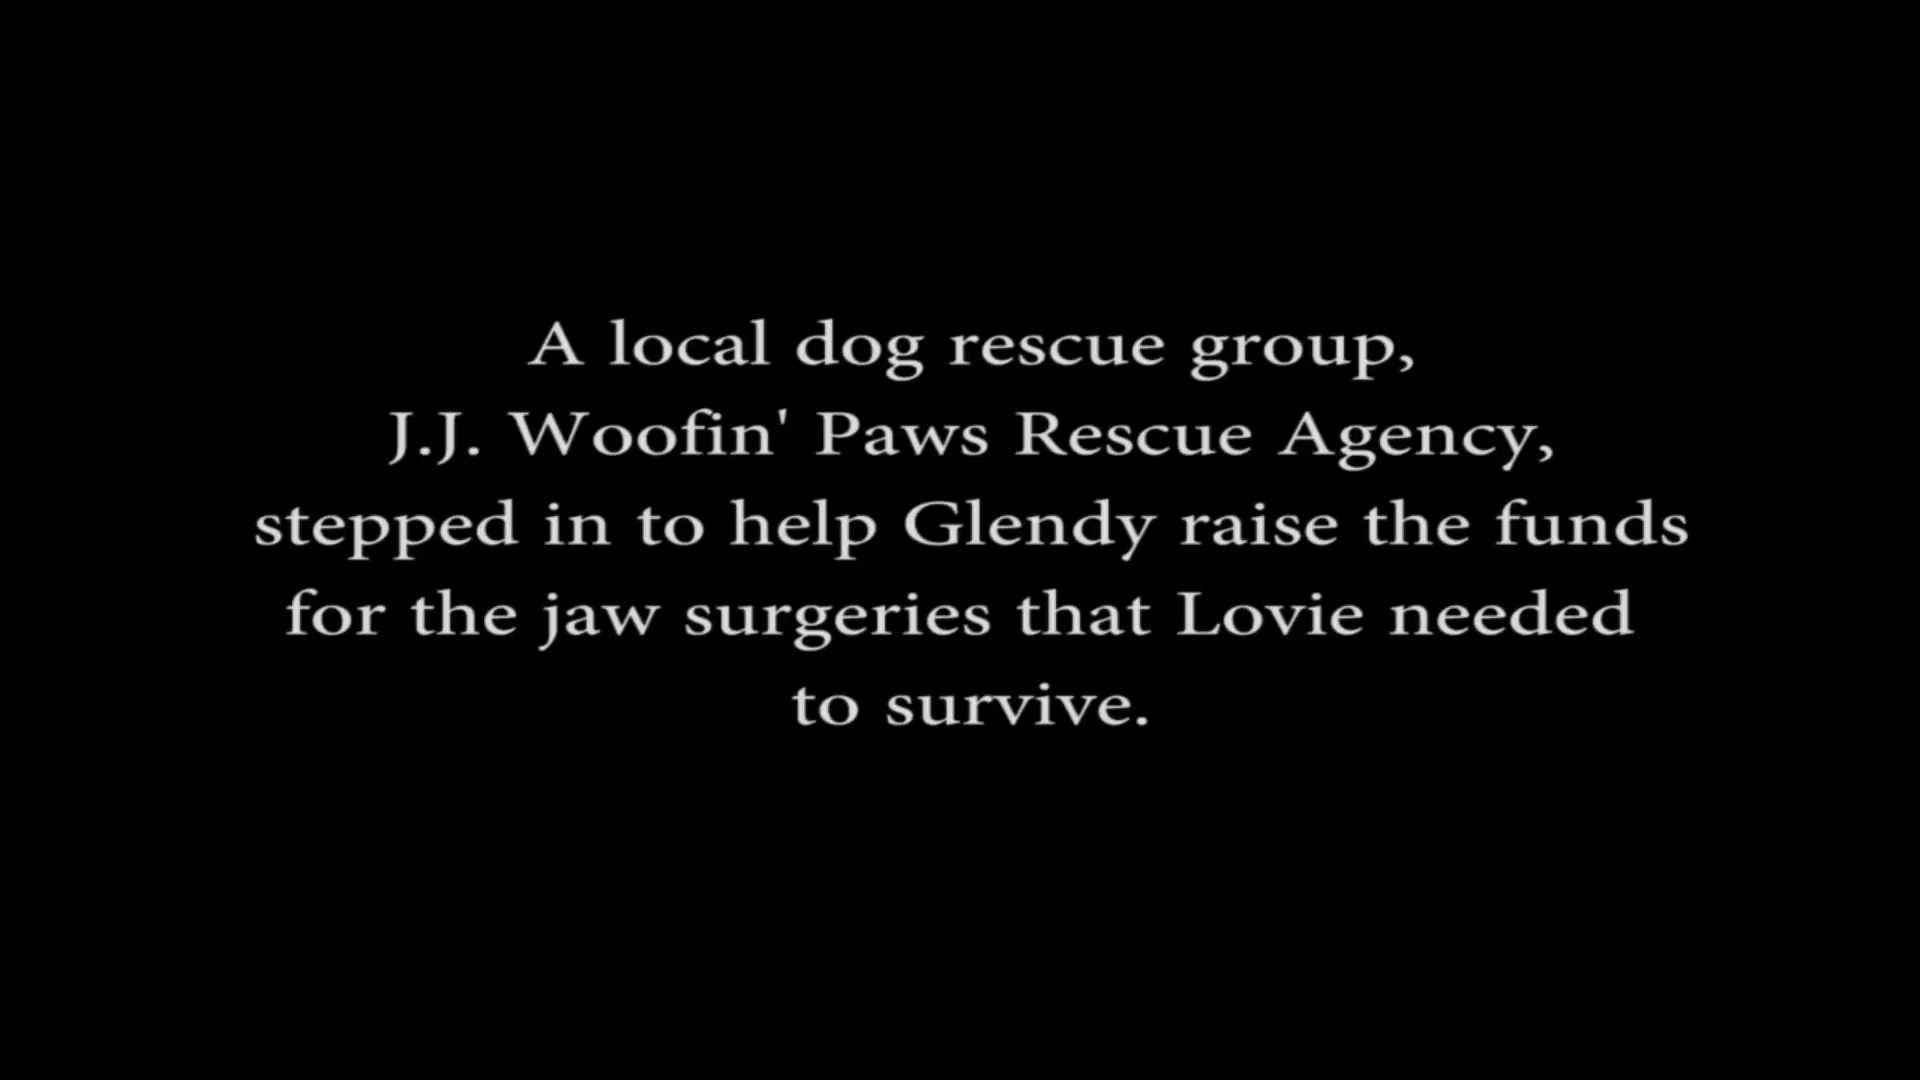 A local dog rescue group,
J.J. Woofin' Paws Rescue Agency,
stepped in to help Glendy raise the funds
for the jaw surgeries that Lovie needed
to survive.